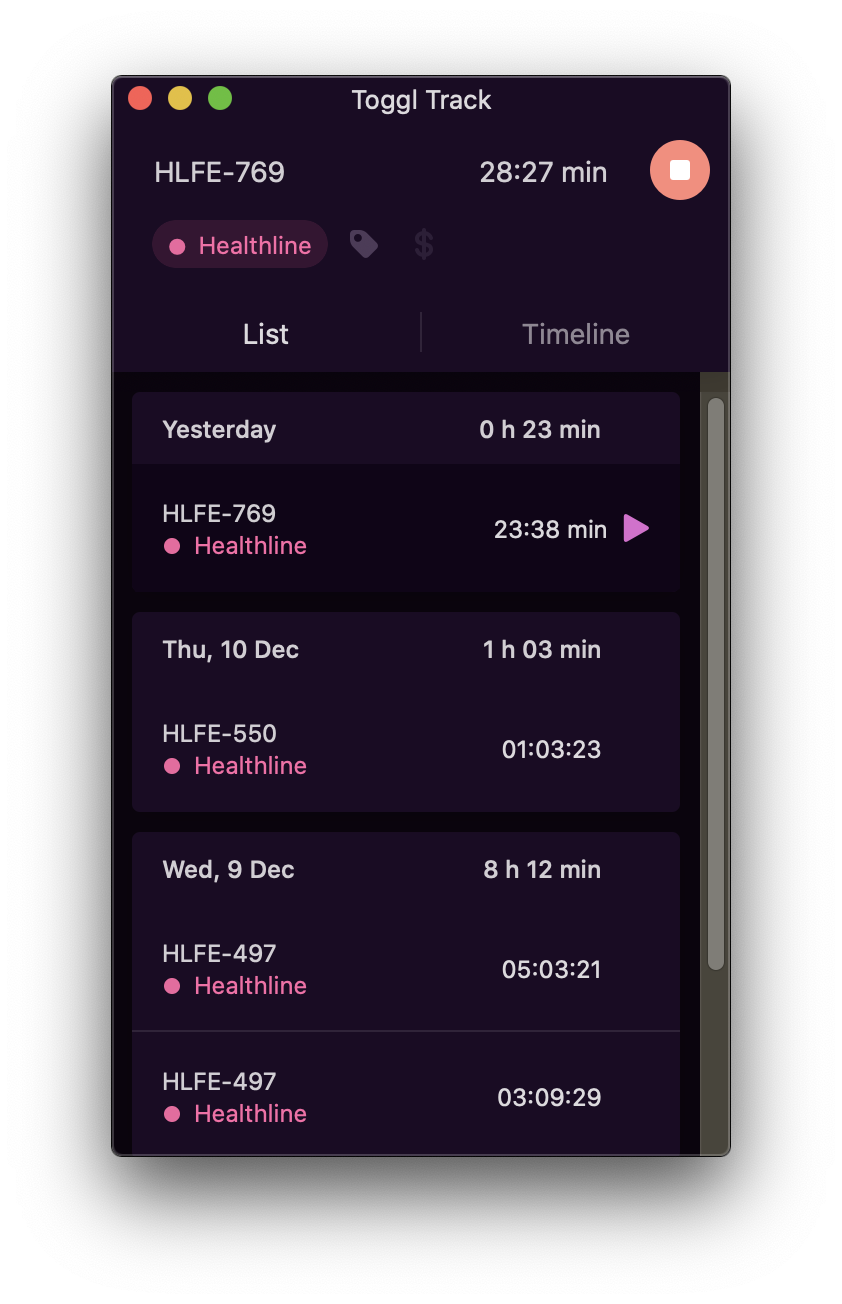 Toggl Track
HLFE-769 28:27 min
Healthline $
List Timeline
Yesterday 0 h 23 min
HLFE-769
Healthline
23:38 min
Thu, 10 Dec 1 h 03 min
HLFE-550
Healthline
01:03:23
Wed, 9 Dec 8 h 12 min
HLFE-497
Healthline
05:03:21
HLFE-497
Healthline
03:09:29